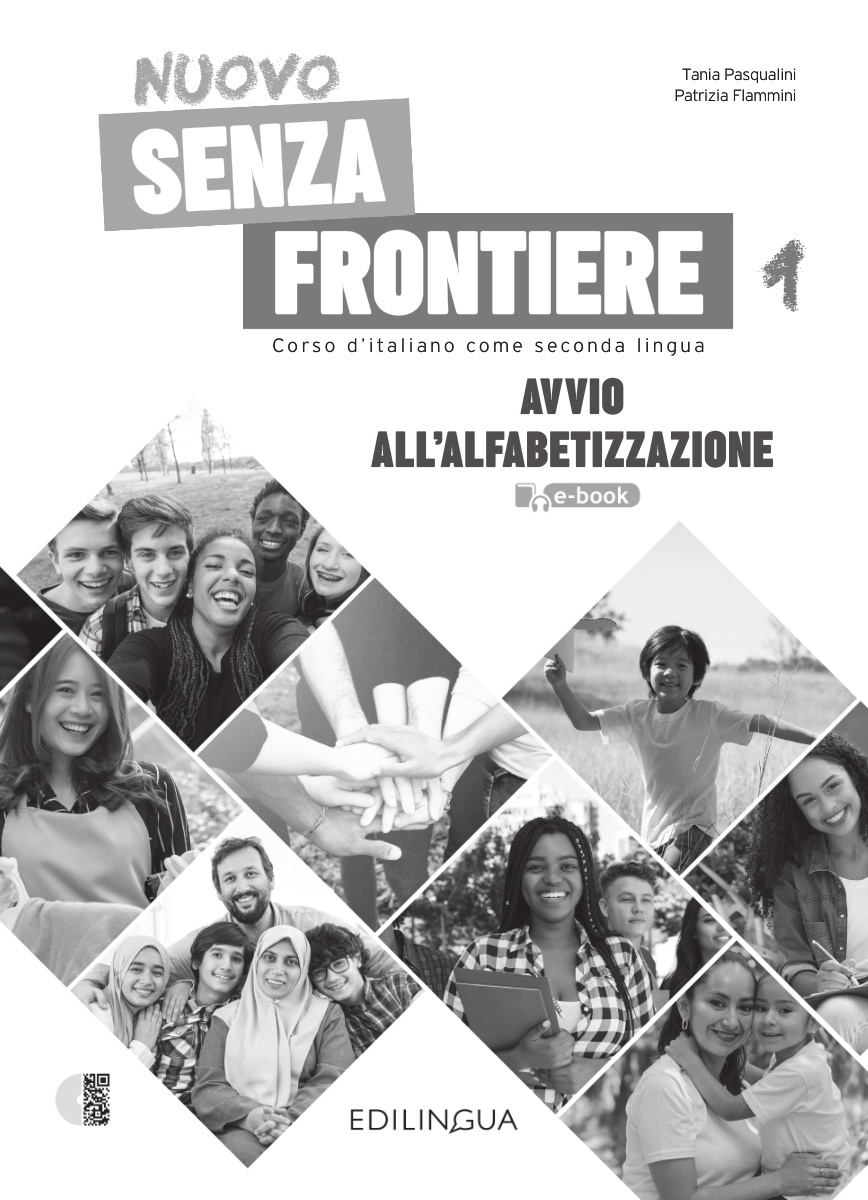 NUOVO
SENZA
FRONTIERE 1
Tania Pasqualini
Patrizia Flammini
Corso d'italiano come seconda lingua
AVVIO
ALL'ALFABETIZZAZIONE
e-book
EDILINGUA